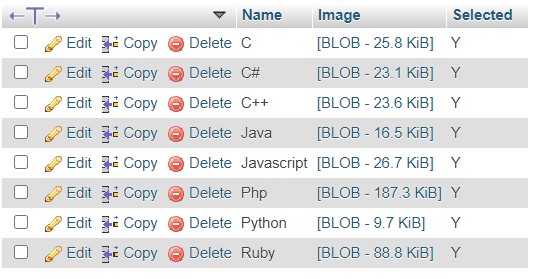 Name Image Selected
Edit Copy Delete C [BLOB - 25.8 KiB] Y
Edit Copy Delete C# [BLOB - 23.1 KiB] Y
Edit Copy Delete C++ [BLOB - 23.6 KiB] Y
Edit Copy Delete Java [BLOB - 16.5 KiB] Y
Edit Copy Delete Javascript [BLOB - 26.7 KiB] Y
Edit Copy Delete Php [BLOB - 187.3 KiB] Y
Edit Copy Delete Python [BLOB - 9.7 KiB] Y
Edit Copy Delete Ruby [BLOB - 88.8 KiB] Y